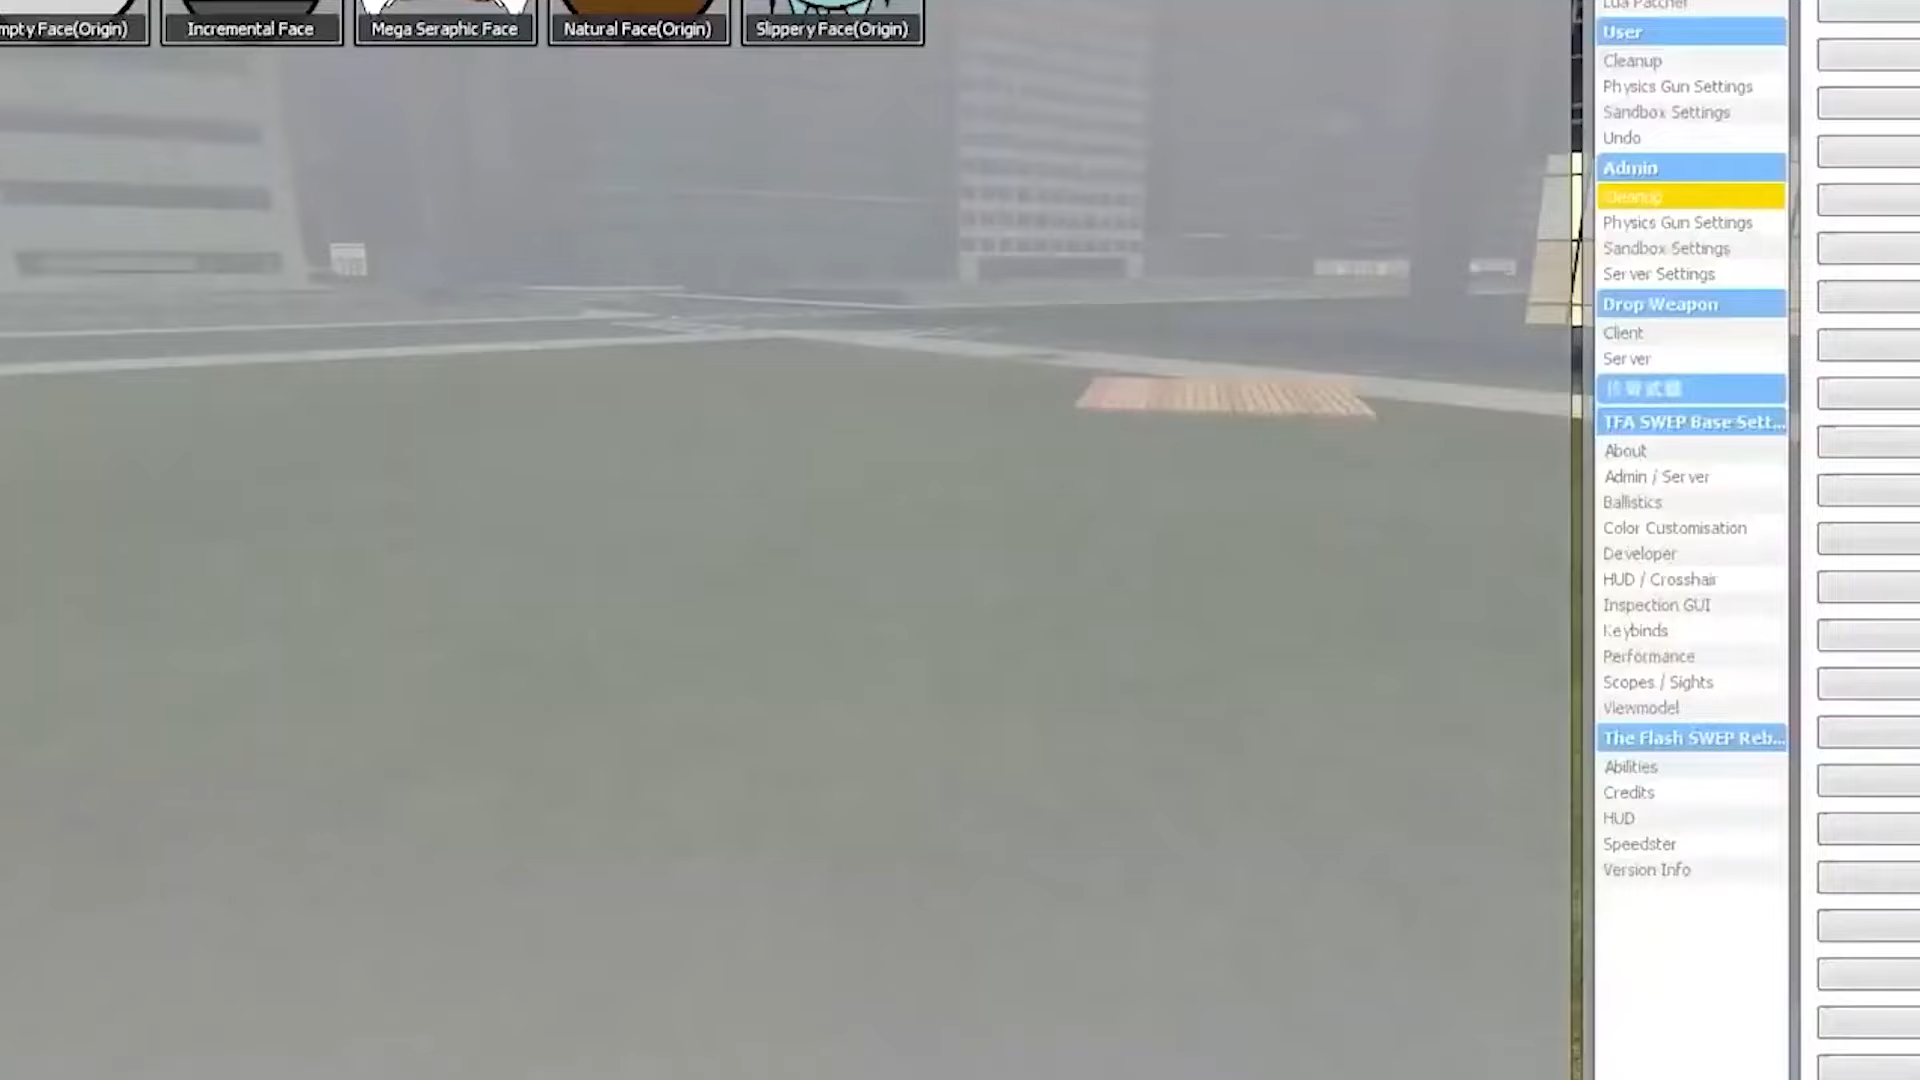 mpty Face(Origin)
Incremental Face
Mega Seraphic Face
Natural Face(Origin)
Slippery Face(Origin)
Lua Patcher
User
Cleanup
Physics Gun Settings
Sandbox Settings
Undo
Admin
Cleanup
Physics Gun Settings
Sandbox Settings
Server Settings
Drop Weapon
Client
Server
TFA SWEP Base Sett...
About
Admin / Server
Ballistics
Color Customisation
Developer
HUD / Crosshair
Inspection GUI
Keybinds
Performance
Scopes / Sights
Viewmodel
The Flash SWEP Reb...
Abilities
Credits
HUD
Speedster
Version Info